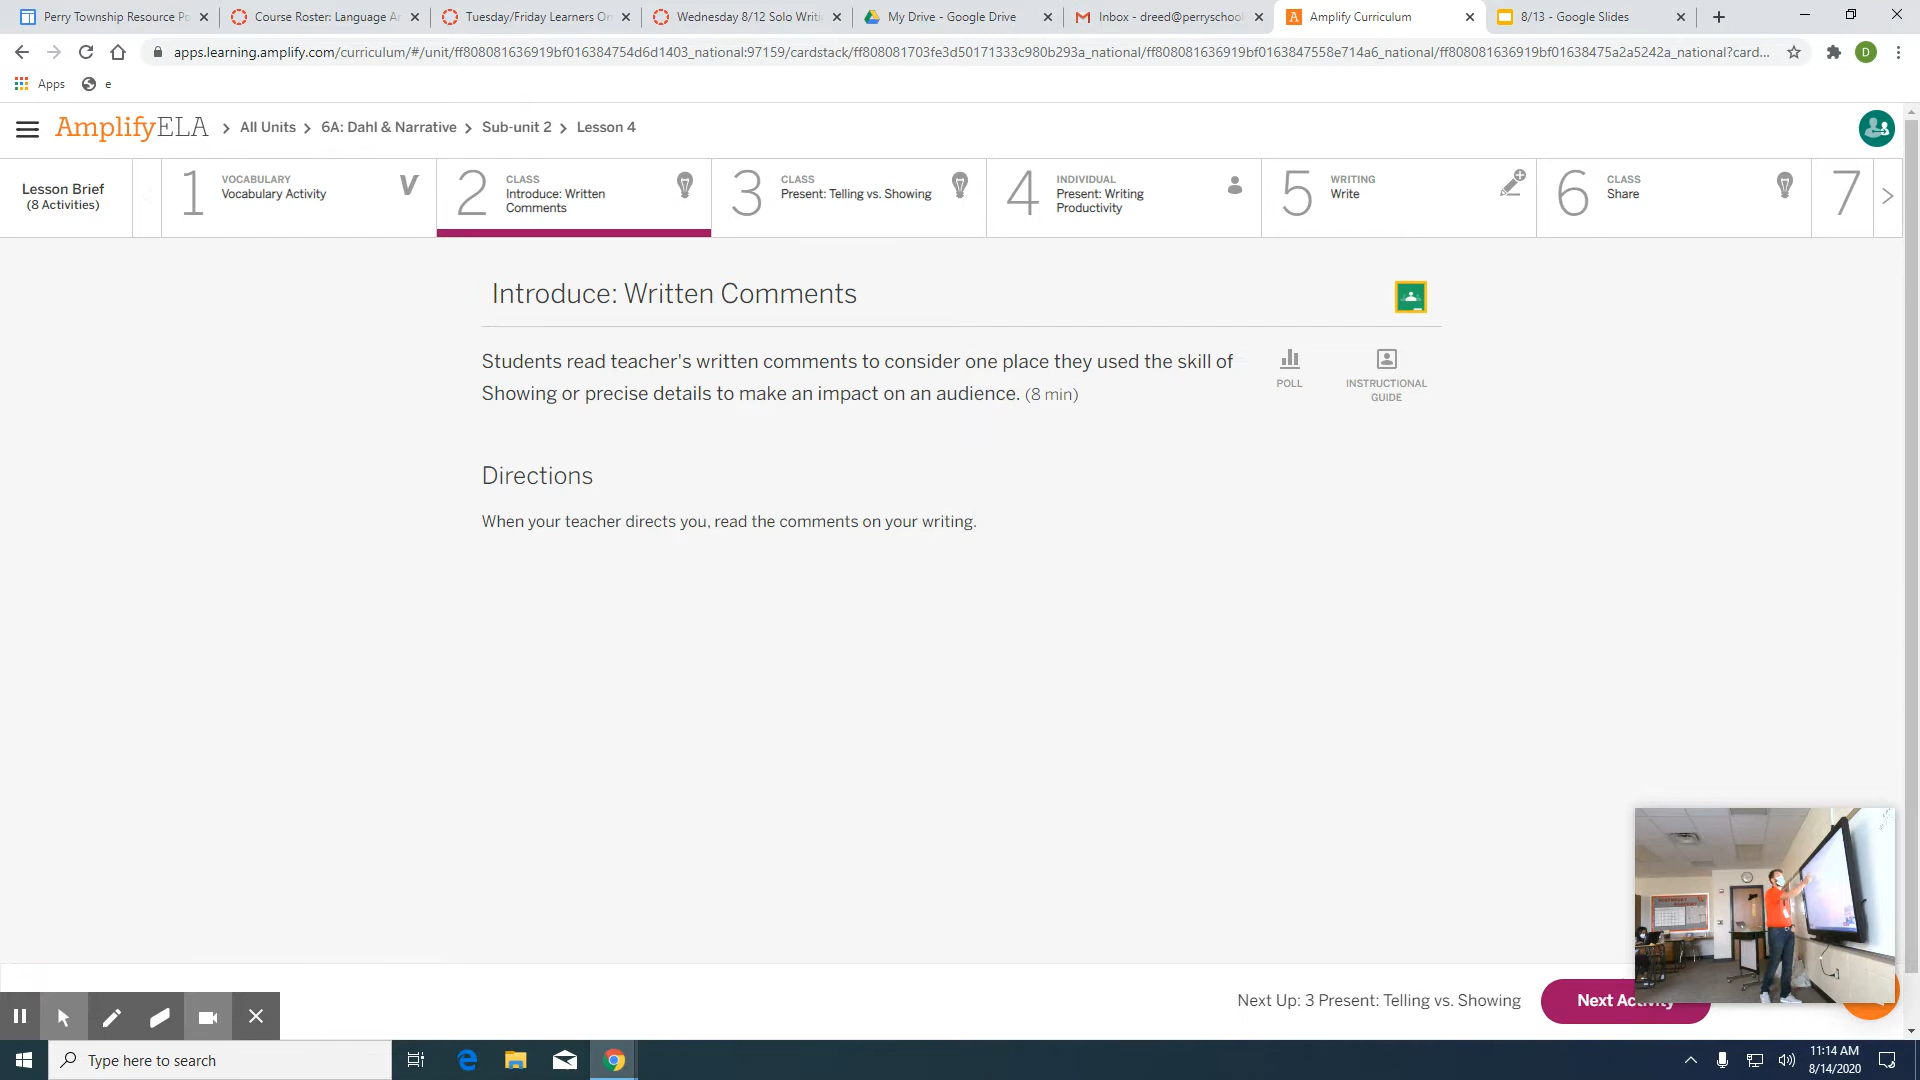 Perry Township Resource Po
Course Roster: Language Ar
Tuesday/Friday Learners On
Wednesday 8/12 Solo Writi
My Drive - Google Drive
Inbox - dreed@perryschool
Amplify Curriculum
8/13 - Google Slides
apps.learning.amplify.com/curriculum/#/unit/ff808081636919bf016384754d6d1403_national:97159/cardstack/ff808081703fe3d50171333c980b293a_national/ff808081636919bf0163847558e714a6_national/ff808081636919bf01638475a2a5242a_national?card...
D
Apps
e
AmplifyELA > All Units > 6A: Dahl & Narrative > Sub-unit 2 > Lesson 4
Lesson Brief
(8 Activities)
1
VOCABULARY
Vocabulary Activity
V
2
CLASS
Introduce: Written
Comments
3
CLASS
Present: Telling vs. Showing
4
INDIVIDUAL
Present: Writing
Productivity
5
WRITING
Write
6
CLASS
Share
7
Introduce: Written Comments
Students read teacher's written comments to consider one place they used the skill of
Showing or precise details to make an impact on an audience. (8 min)
POLL
INSTRUCTIONAL
GUIDE
Directions
When your teacher directs you, read the comments on your writing.
Next Up: 3 Present: Telling vs. Showing
Next Activity
Type here to search
11:14 AM
8/14/2020